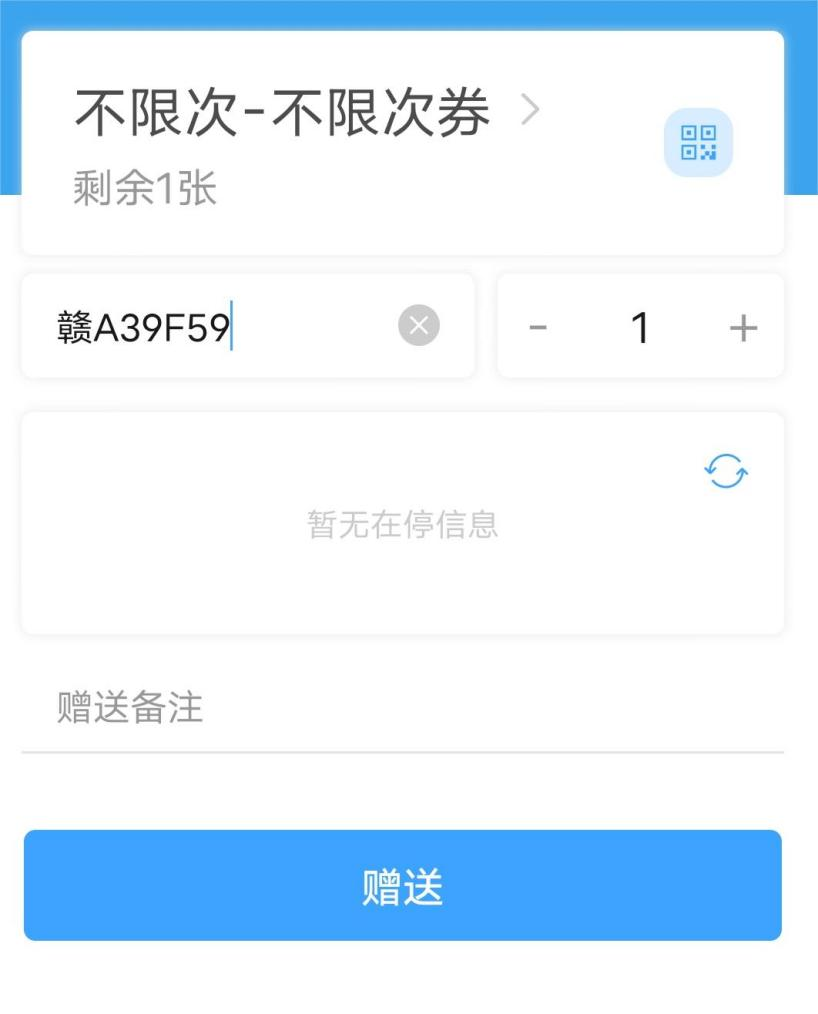 不限次-不限次券
剩余1张
赣A39F59
- 1 +
暂无在停信息
赠送备注
赠送